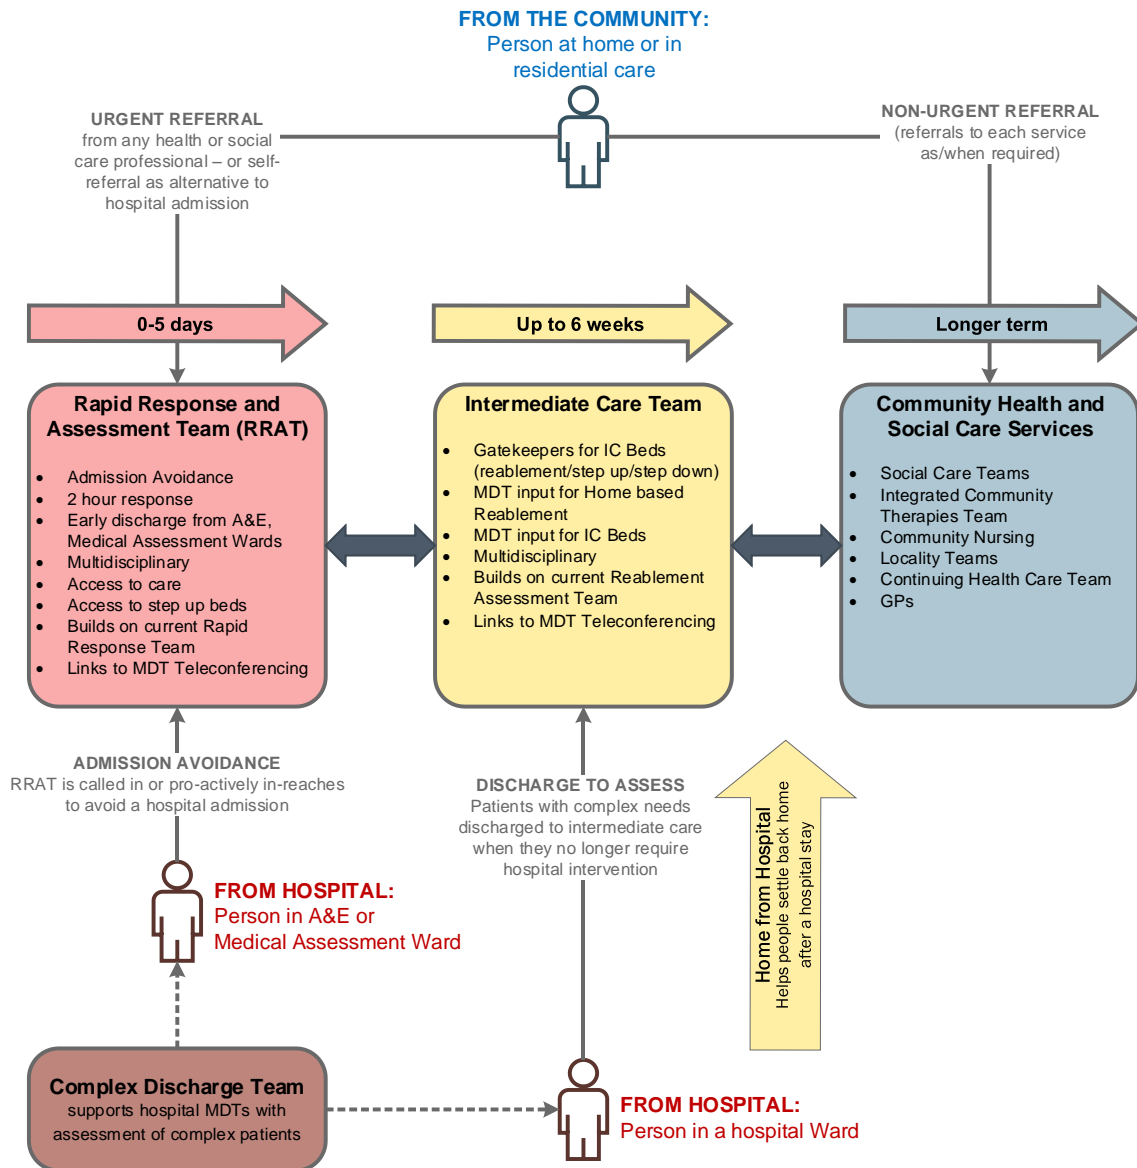 FROM THE COMMUNITY:
Person at home or in
residential care
URGENT REFERRAL
from any health or social
care professional – or self-
referral as alternative to
hospital admission
NON-URGENT REFERRAL
(referrals to each service
as/when required)
0-5 days
Up to 6 weeks
Longer term
Rapid Response and
Assessment Team (RRAT)
• Admission Avoidance
• 2 hour response
• Early discharge from A&E,
Medical Assessment Wards
• Multidisciplinary
• Access to care
• Access to step up beds
• Builds on current Rapid
Response Team
• Links to MDT Teleconferencing
Intermediate Care Team
• Gatekeepers for IC Beds
(reablement/step up/step down)
• MDT input for Home based
Reablement
• MDT input for IC Beds
• Multidisciplinary
• Builds on current Reablement
Assessment Team
• Links to MDT Teleconferencing
Community Health and
Social Care Services
• Social Care Teams
• Integrated Community
Therapies Team
• Community Nursing
• Locality Teams
• Continuing Health Care Team
• GPs
ADMISSION AVOIDANCE
RRAT is called in or pro-actively in-reaches
to avoid a hospital admission
DISCHARGE TO ASSESS
Patients with complex needs
discharged to intermediate care
when they no longer require
hospital intervention
Home from Hospital
Helps people settle back home
after a hospital stay
FROM HOSPITAL:
Person in A&E or
Medical Assessment Ward
Complex Discharge Team
supports hospital MDTs with
assessment of complex patients
FROM HOSPITAL:
Person in a hospital Ward